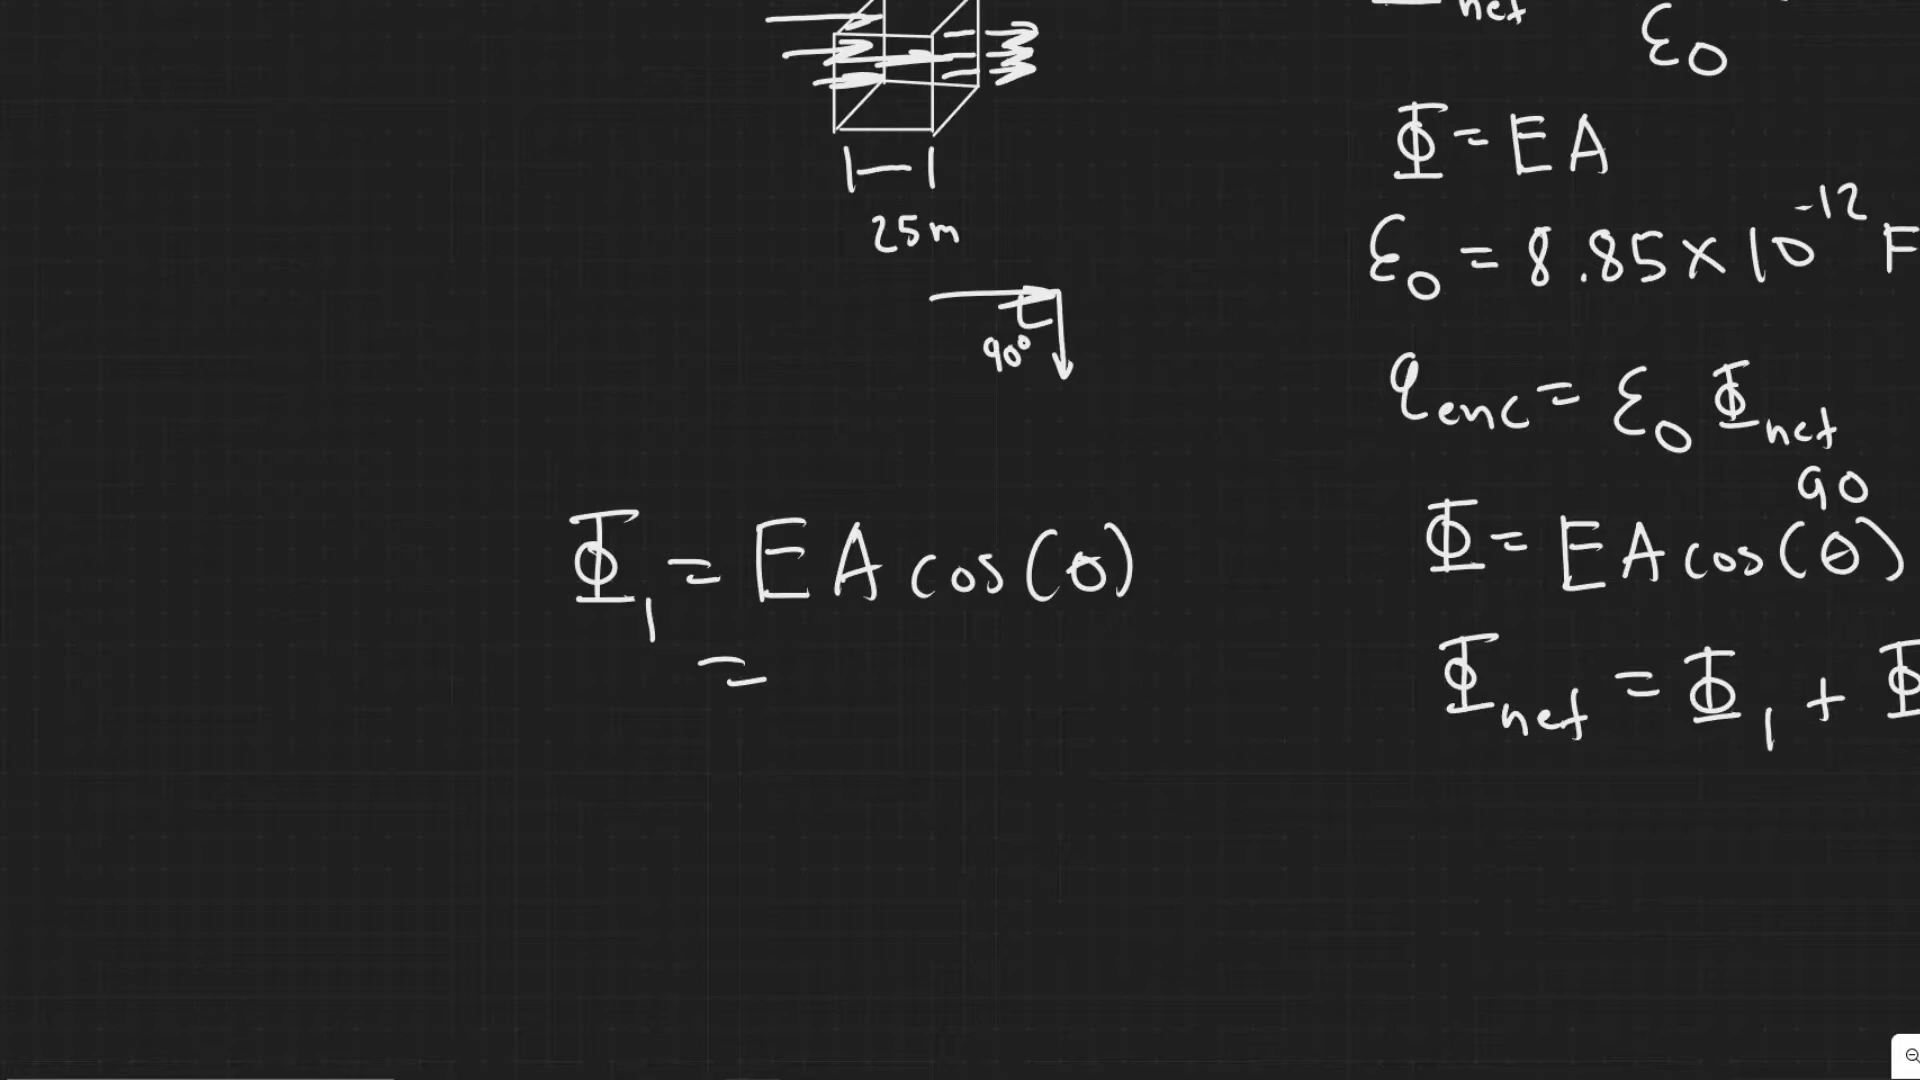 net
ε₀
Φ = EA
ε₀ = 8.85 × 10⁻¹² F
q_enc = ε₀ Φ_net
90
Φ = EA cos(θ)
Φ_net = Φ₁ + Φ
25m
90°
Φ₁ = EA cos(θ)
=